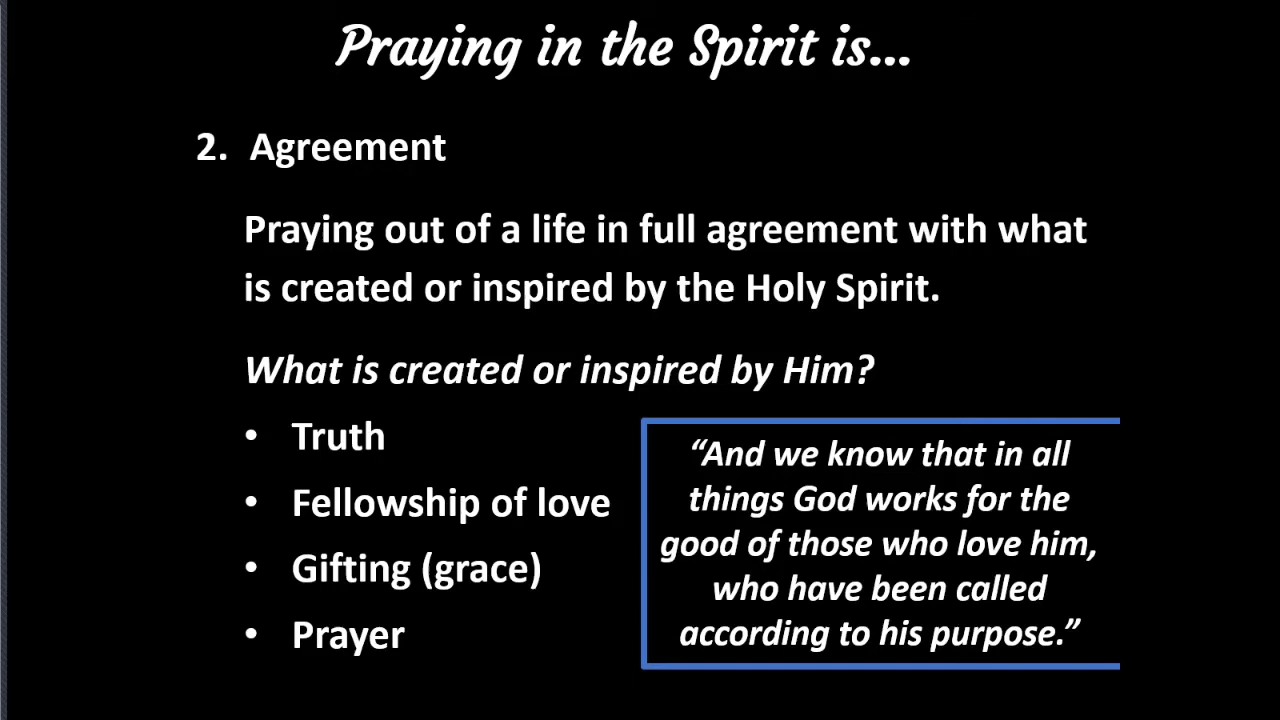 Praying in the Spirit is...
2. Agreement
Praying out of a life in full agreement with what
is created or inspired by the Holy Spirit.
What is created or inspired by Him?
• Truth
• Fellowship of love
• Gifting (grace)
• Prayer
“And we know that in all
things God works for the
good of those who love him,
who have been called
according to his purpose.”